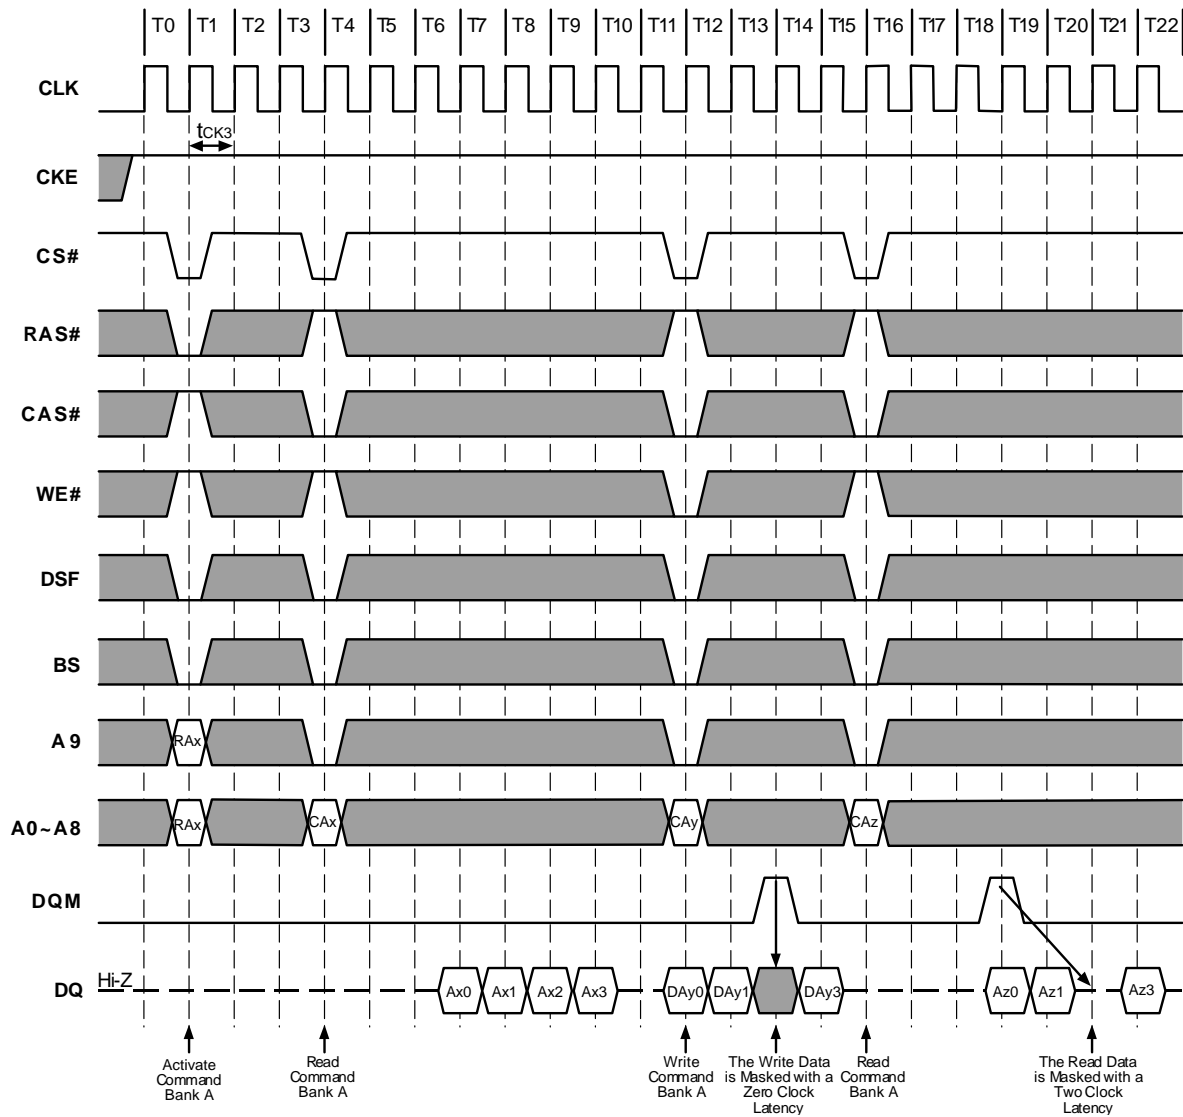 T0 T1 T2 T3 T4 T5 T6 T7 T8 T9 T10 T11 T12 T13 T14 T15 T16 T17 T18 T19 T20 T21 T22
CLK
tCK3
CKE
CS#
RAS#
CAS#
WE#
DSF
BS
A9
RAx
A0~A8
RAx CAx CAy CAz
DQM
DQ
Hi-Z
Ax0 Ax1 Ax2 Ax3 DAy0 DAy1 DAy3 Az0 Az1 Az3
Activate
Command
Bank A
Read
Command
Bank A
Write
Command
Bank A
The Write Data
is Masked with a
Zero Clock
Latency
Read
Command
Bank A
The Read Data
is Masked with a
Two Clock
Latency